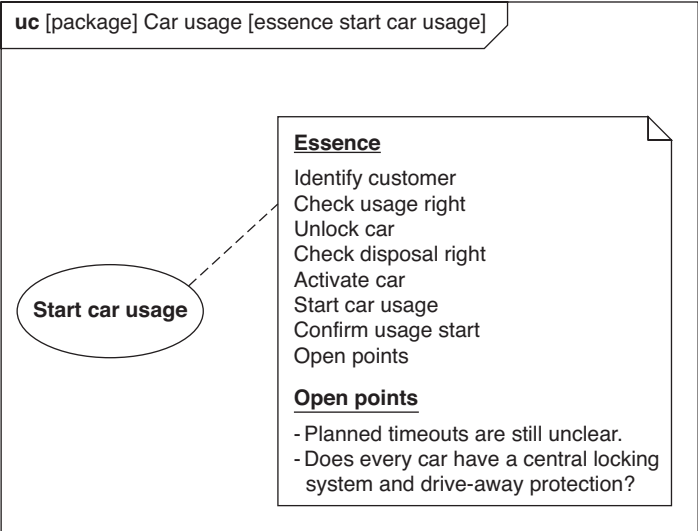 uc [package] Car usage [essence start car usage]
Essence
Identify customer
Check usage right
Unlock car
Check disposal right
Activate car
Start car usage
Confirm usage start
Open points
Start car usage
Open points
- Planned timeouts are still unclear.
- Does every car have a central locking
system and drive-away protection?